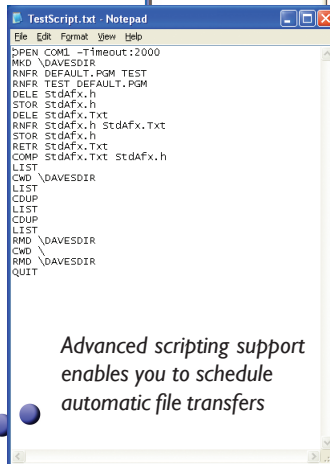 TestScript.txt - Notepad
File Edit Format View Help
OPEN COM1 -Timeout:2000
MKD \DAVESDIR
RNFR DEFAULT.PGM TEST
RNFR TEST DEFAULT.PGM
DELE StdAfx.h
STOR StdAfx.h
DELE StdAfx.Txt
RNFR StdAfx.h StdAfx.Txt
STOR StdAfx.h
RETR StdAfx.Txt
COMP StdAfx.Txt StdAfx.h
LIST
CWD \DAVESDIR
LIST
CDUP
LIST
CDUP
LIST
RMD \DAVESDIR
CWD \
RMD \DAVESDIR
QUIT
Advanced scripting support
enables you to schedule
automatic file transfers